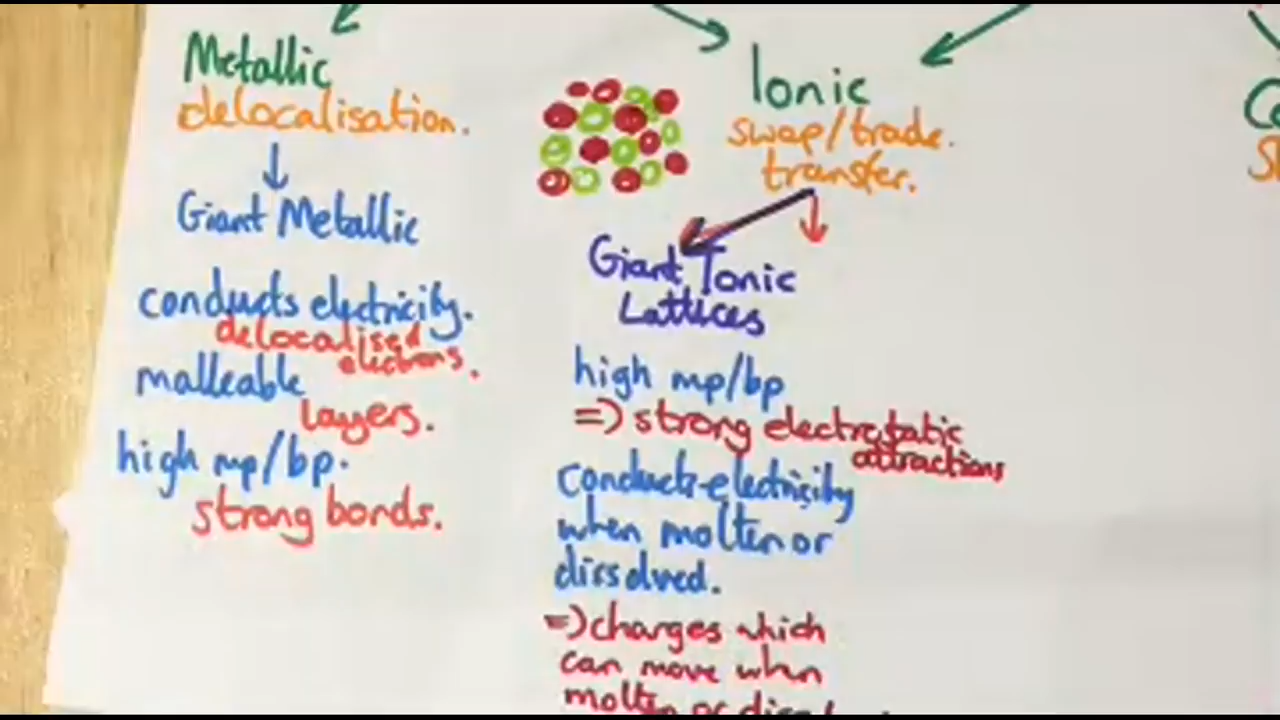 Metallic
delocalisation.
Giant Metallic
conducts electricity.
delocalised
electrons.
malleable
layers.
high mp/bp.
strong bonds.
Ionic
swap/trade.
transfer.
Giant Ionic
Lattices
high mp/bp
=> strong electrostatic
attractions
conducts electricity
when molten or
dissolved.
=> charges which
can move when
molten or